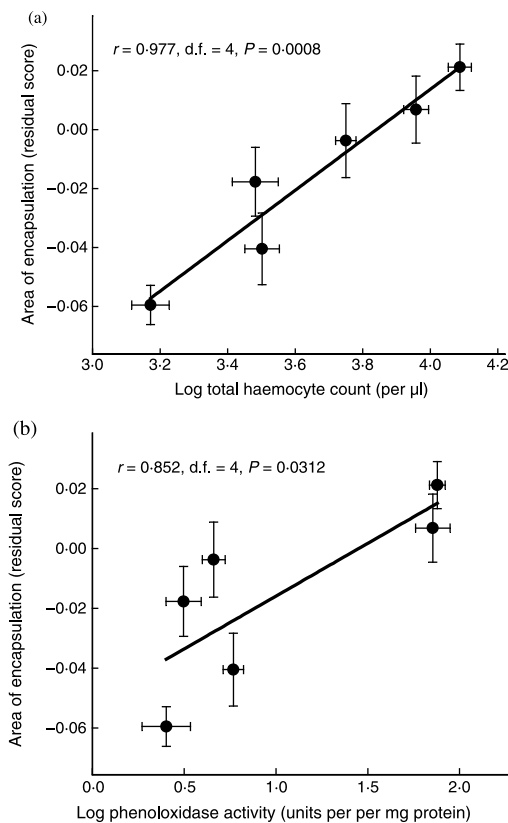 (a)
r = 0·977, d.f. = 4, P = 0·0008
0·02
0·00
−0·02
−0·04
−0·06
Area of encapsulation (residual score)
3·0 3·2 3·4 3·6 3·8 4·0 4·2
Log total haemocyte count (per μl)
(b)
r = 0·852, d.f. = 4, P = 0·0312
0·02
0·00
−0·02
−0·04
−0·06
Area of encapsulation (residual score)
0·0 0·5 1·0 1·5 2·0
Log phenoloxidase activity (units per per mg protein)